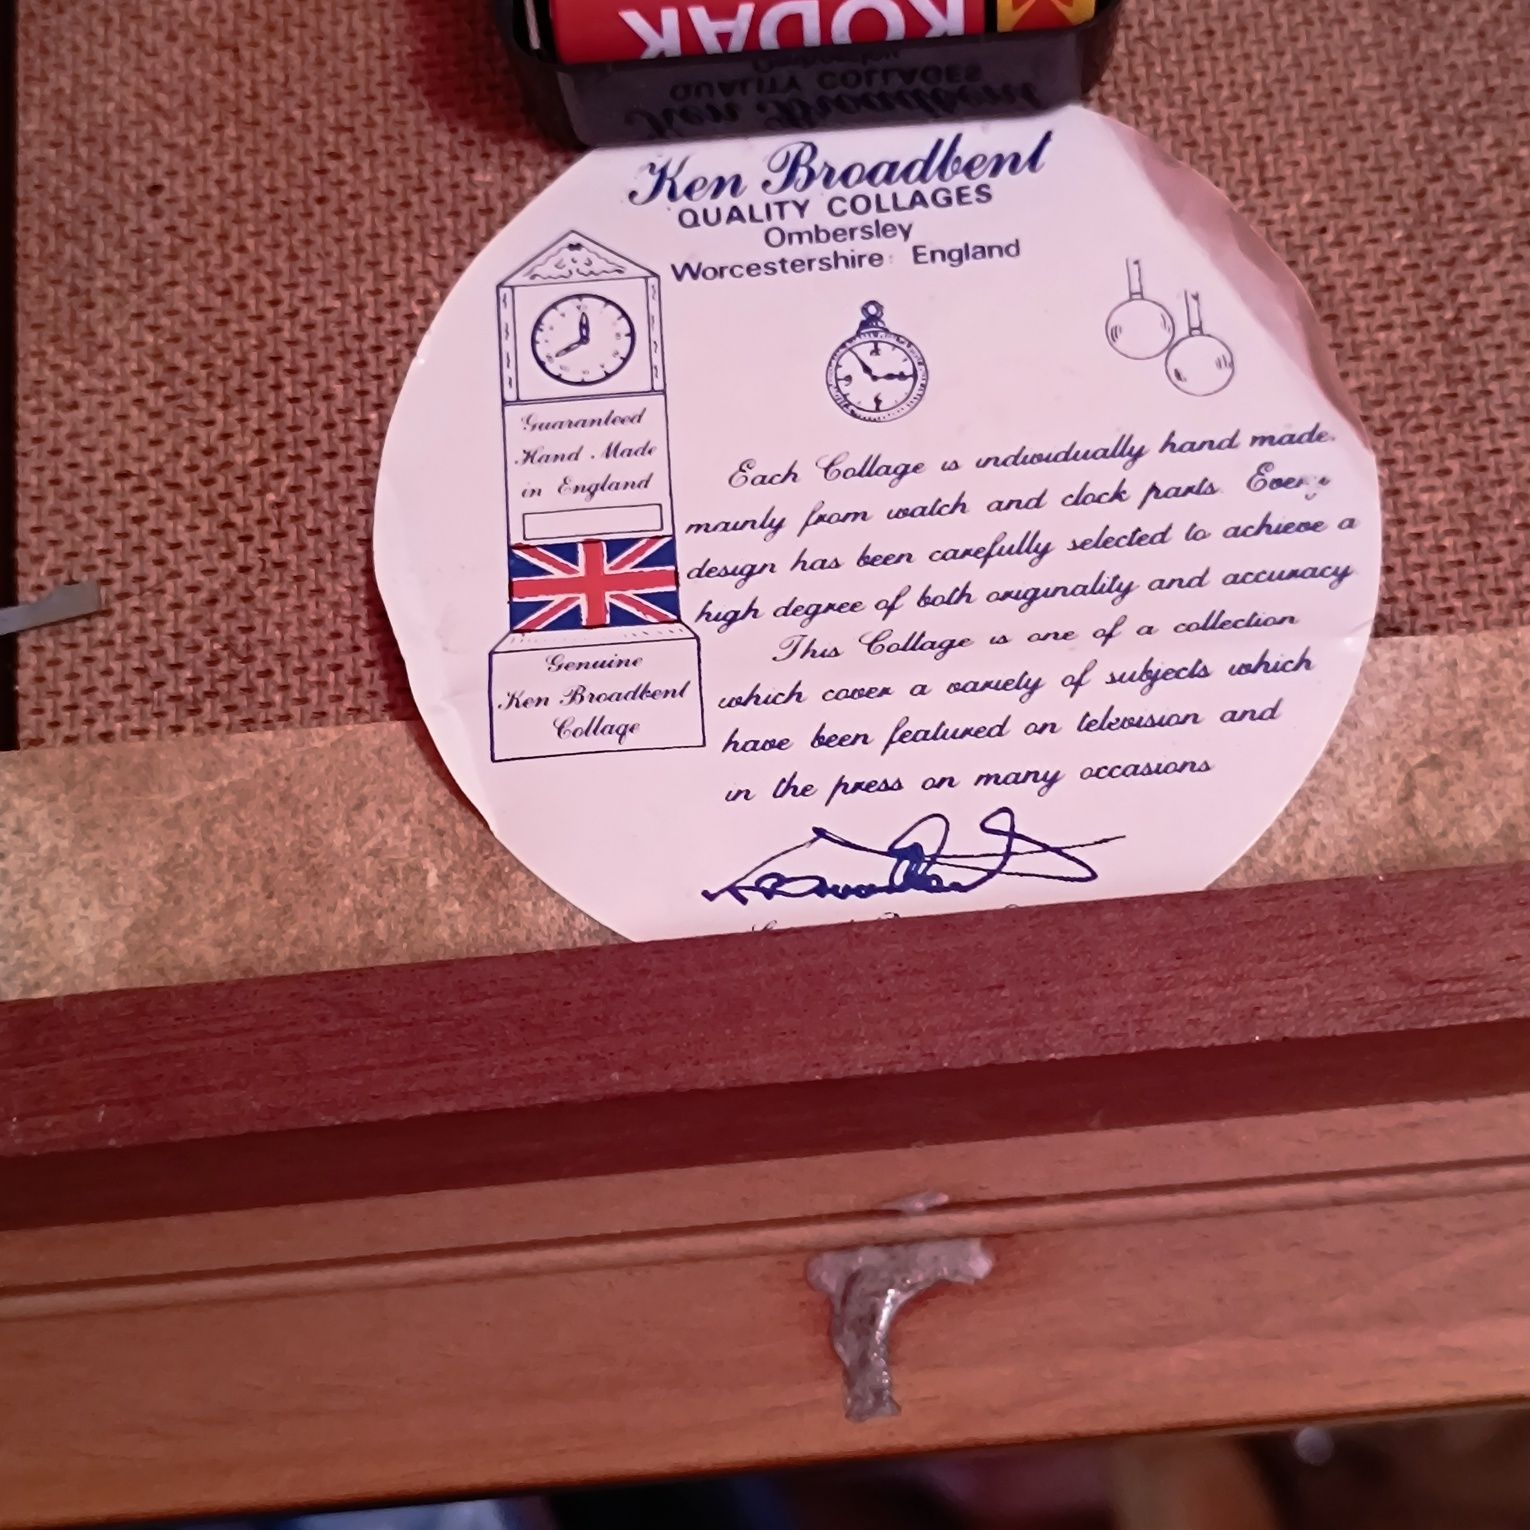 KODAK
Ken Broadbent
QUALITY COLLAGES
Ombersley
Worcestershire England
Guaranteed
Hand Made
in England
Genuine
Ken Broadbent
Collage
Each Collage is individually hand made.
mainly from watch and clock parts. Every
design has been carefully selected to achieve a
high degree of both originality and accuracy
This Collage is one of a collection
which cover a variety of subjects which
have been featured on television and
in the press on many occasions